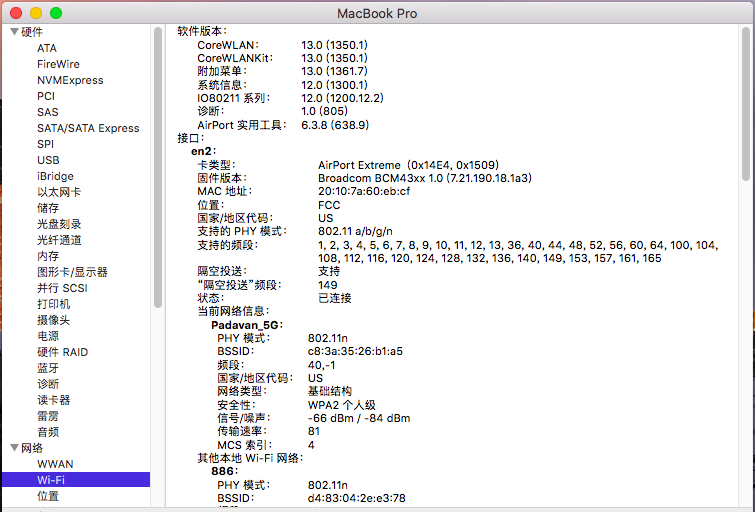 MacBook Pro
硬件
ATA
FireWire
NVMExpress
PCI
SAS
SATA/SATA Express
SPI
USB
iBridge
以太网卡
储存
光盘刻录
光纤通道
内存
图形卡/显示器
并行 SCSI
打印机
摄像头
电源
硬件 RAID
蓝牙
诊断
读卡器
雷雳
音频
网络
WWAN
Wi-Fi
位置
软件版本：
CoreWLAN： 13.0 (1350.1)
CoreWLANKit： 13.0 (1350.1)
附加菜单： 13.0 (1361.7)
系统信息： 12.0 (1300.1)
IO80211 系列： 12.0 (1200.12.2)
诊断： 1.0 (805)
AirPort 实用工具： 6.3.8 (638.9)
接口：
en2：
卡类型： AirPort Extreme (0x14E4, 0x1509)
固件版本： Broadcom BCM43xx 1.0 (7.21.190.18.1a3)
MAC 地址： 20:10:7a:60:eb:cf
位置： FCC
国家/地区代码： US
支持的 PHY 模式： 802.11 a/b/g/n
支持的频段： 1, 2, 3, 4, 5, 6, 7, 8, 9, 10, 11, 12, 13, 36, 40, 44, 48, 52, 56, 60, 64, 100, 104,
108, 112, 116, 120, 124, 128, 132, 136, 140, 149, 153, 157, 161, 165
隔空投送： 支持
“隔空投送”频段： 149
状态： 已连接
当前网络信息：
Padavan_5G：
PHY 模式： 802.11n
BSSID： c8:3a:35:26:b1:a5
频段： 40,-1
国家/地区代码： US
网络类型： 基础结构
安全性： WPA2 个人级
信号/噪声： -66 dBm / -84 dBm
传输速率： 81
MCS 索引： 4
其他本地 Wi-Fi 网络：
886：
PHY 模式： 802.11n
BSSID： d4:83:04:2e:e3:78